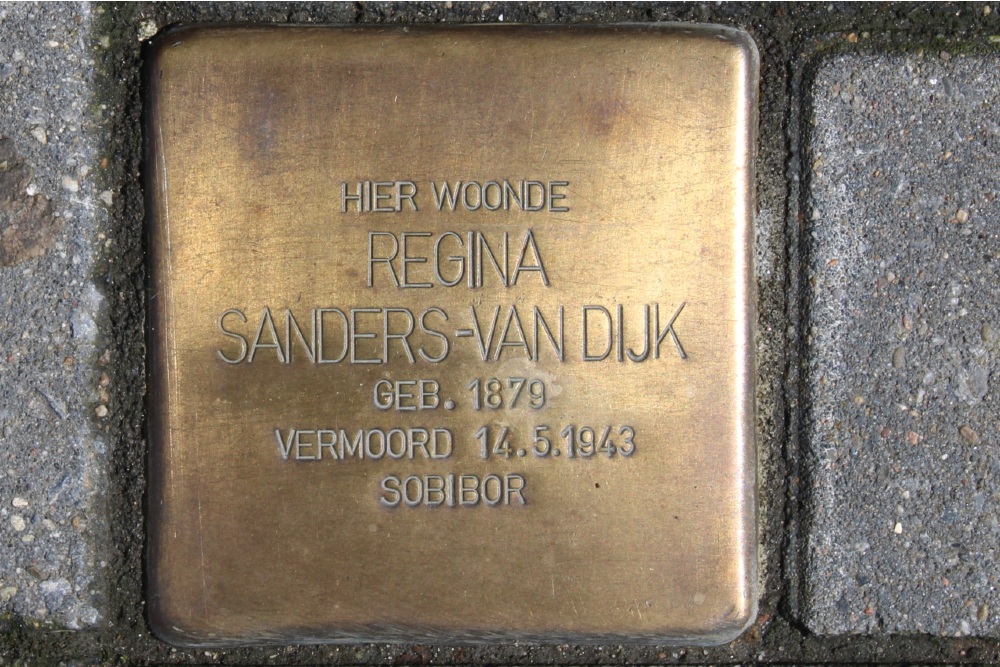 HIER WOONDE
REGINA
SANDERS-VAN DIJK
GEB. 1879
VERMOORD 14.5.1943
SOBIBOR